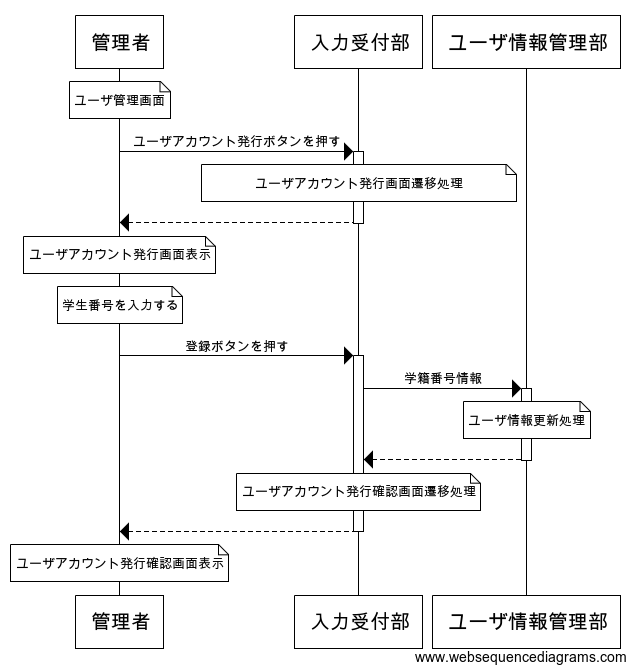 管理者
入力受付部
ユーザ情報管理部
ユーザ管理画面
ユーザアカウント発行ボタンを押す
ユーザアカウント発行画面遷移処理
ユーザアカウント発行画面表示
学生番号を入力する
登録ボタンを押す
学籍番号情報
ユーザ情報更新処理
ユーザアカウント発行確認画面遷移処理
ユーザアカウント発行確認画面表示
管理者
入力受付部
ユーザ情報管理部
www.websequencediagrams.com